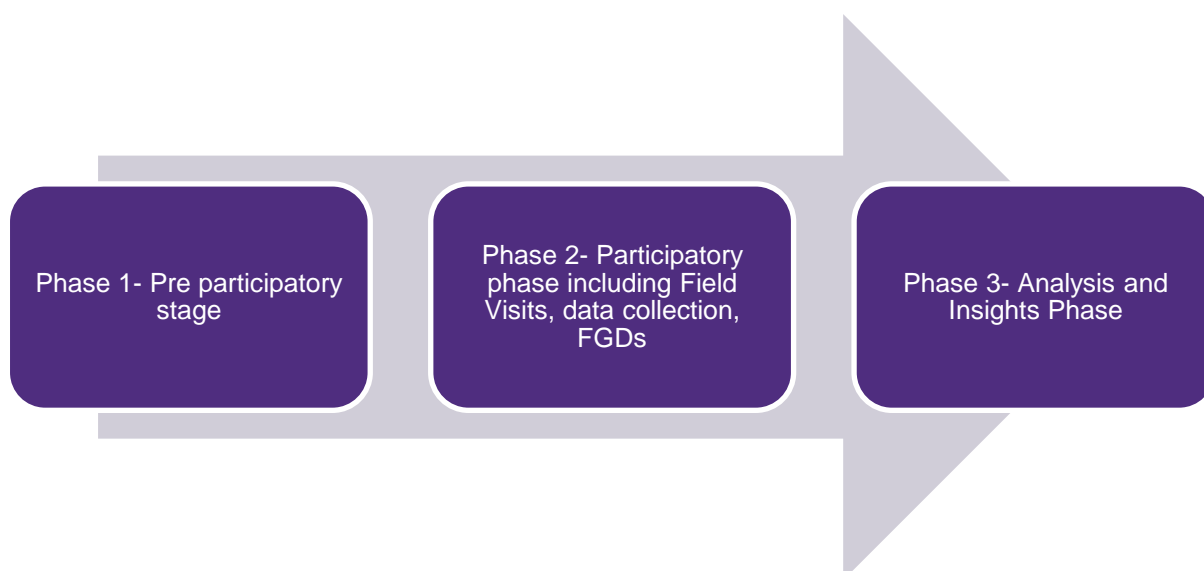 Phase 1- Pre participatory
stage
Phase 2- Participatory
phase including Field
Visits, data collection,
FGDs
Phase 3- Analysis and
Insights Phase